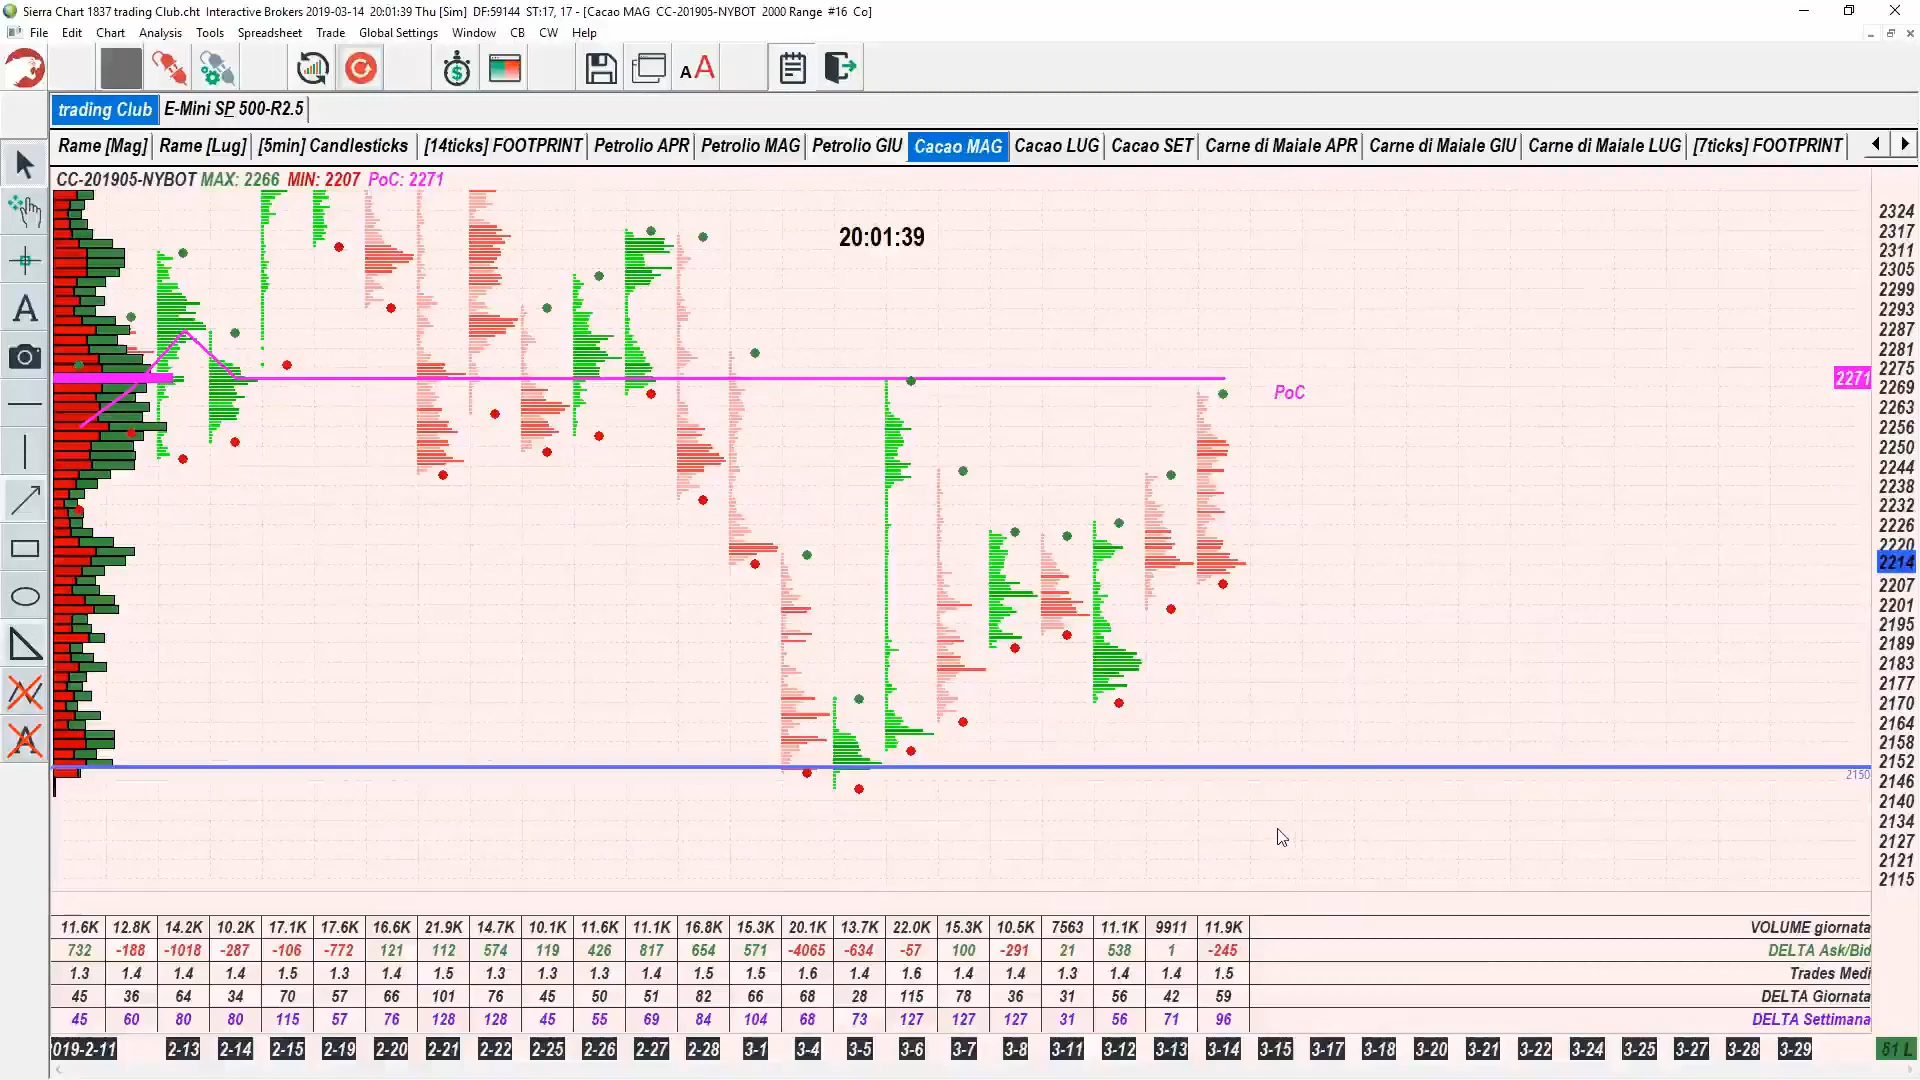 Sierra Chart 1837 trading Club.cht Interactive Brokers 2019-03-14 20:01:39 Thu [Sim] DF:59144 ST:17, 17 - [Cacao MAG CC-201905-NYBOT 2000 Range #16 Co]
File Edit Chart Analysis Tools Spreadsheet Trade Global Settings Window CB CW Help
A A
trading Club E-Mini SP 500-R2.5
Rame [Mag] Rame [Lug] [5min] Candlesticks [14ticks] FOOTPRINT Petrolio APR Petrolio MAG Petrolio GIU Cacao MAG Cacao LUG Cacao SET Carne di Maiale APR Carne di Maiale GIU Carne di Maiale LUG [7ticks] FOOTPRINT
CC-201905-NYBOT MAX: 2266 MIN: 2207 PoC: 2271
20:01:39
2324
2317
2311
2305
2299
2293
2287
2281
2275
2271
2269
PoC
2263
2256
2250
2244
2238
2232
2226
2220
2214
2207
2201
2195
2189
2183
2177
2170
2164
2158
2152
2150
2146
2140
2134
2127
2121
2115
11.6K 12.8K 14.2K 10.2K 17.1K 17.6K 16.6K 21.9K 14.7K 10.1K 11.6K 11.1K 16.8K 15.3K 20.1K 13.7K 22.0K 15.3K 10.5K 7563 11.1K 9911 11.9K VOLUME giornata
732 -188 -1018 -287 -106 -772 121 112 574 119 426 817 654 571 -4065 -634 -57 100 -291 21 538 1 -245 DELTA Ask/Bid
1.3 1.4 1.4 1.4 1.5 1.3 1.4 1.5 1.3 1.3 1.3 1.4 1.5 1.5 1.6 1.4 1.6 1.4 1.4 1.3 1.4 1.4 1.5 Trades Medi
45 36 64 34 70 57 66 101 76 45 50 51 82 66 68 28 115 78 36 31 56 42 59 DELTA Giornata
45 60 80 80 115 57 76 128 128 45 55 69 84 104 68 73 127 127 127 31 56 71 96 DELTA Settimana
2019-2-11 2-13 2-14 2-15 2-19 2-20 2-21 2-22 2-25 2-26 2-27 2-28 3-1 3-4 3-5 3-6 3-7 3-8 3-11 3-12 3-13 3-14 3-15 3-17 3-18 3-20 3-21 3-22 3-24 3-25 3-27 3-28 3-29